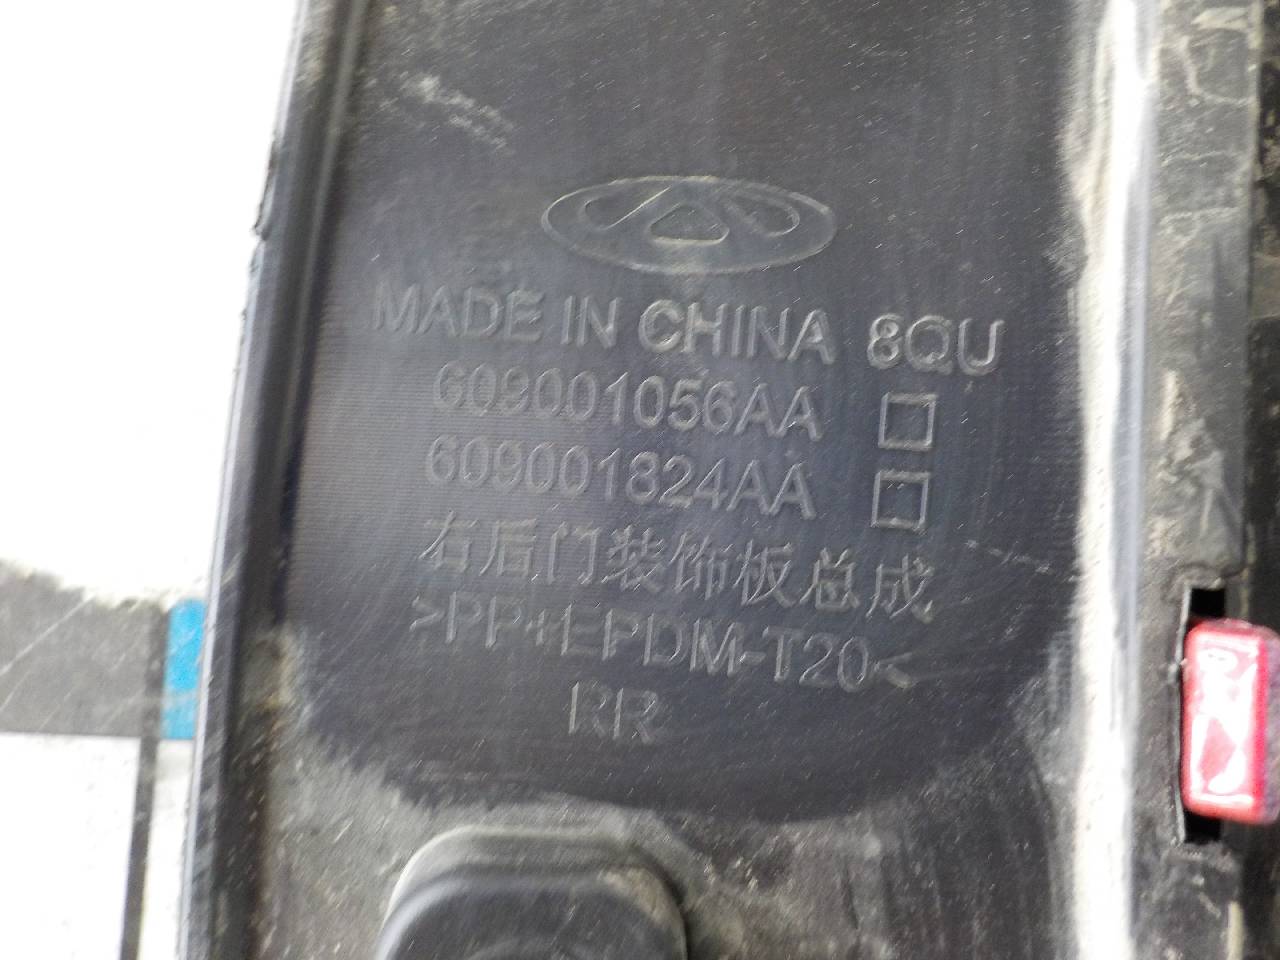 MADE IN CHINA 8QU
609001056AA □
609001824AA □
右后门装饰板总成
>PP+EPDM-T20<
RR